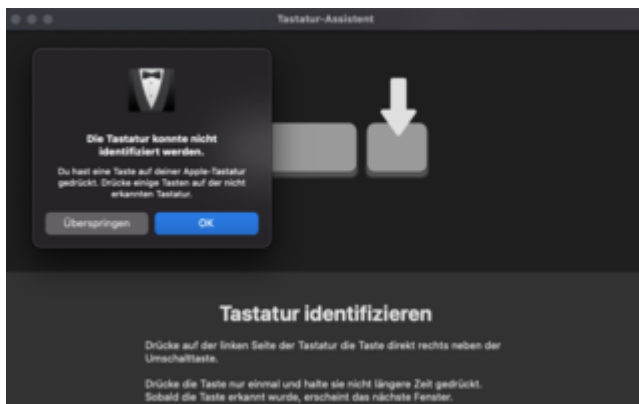 Tastatur-Assistent
Die Tastatur konnte nicht
identifiziert werden.
Du hast eine Taste auf deiner Apple-Tastatur
gedrückt. Drücke einige Tasten auf der nicht
erkannten Tastatur.
Überspringen
OK
Tastatur identifizieren
Drücke auf der linken Seite der Tastatur die Taste direkt rechts neben der
Umschalttaste.
Drücke die Taste nur einmal und halte sie nicht längere Zeit gedrückt.
Sobald die Taste erkannt wurde, erscheint das nächste Fenster.